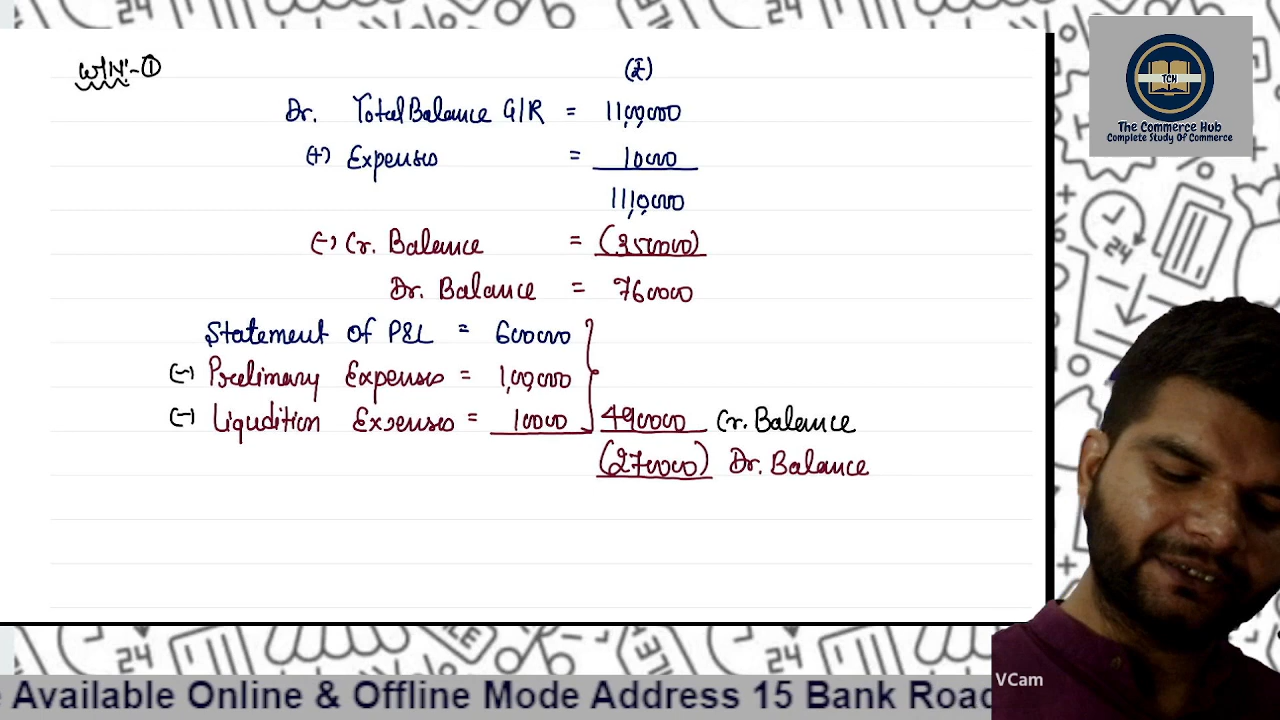 W/N-①
(₹)
Dr. Total Balance G/R = 11,00,000
(+) Expenses = 10000
11,10,000
(-) Cr. Balance = (350000)
Dr. Balance = 760000
Statement of P&L = 600000
(-) Prelimary Expenses = 1,00,000
(-) Liqudition Expenses = 10000 490000 Cr. Balance
(270000) Dr. Balance
TCH
The Commerce Hub
Complete Study Of Commerce
VCam
Available Online & Offline Mode Address 15 Bank Road